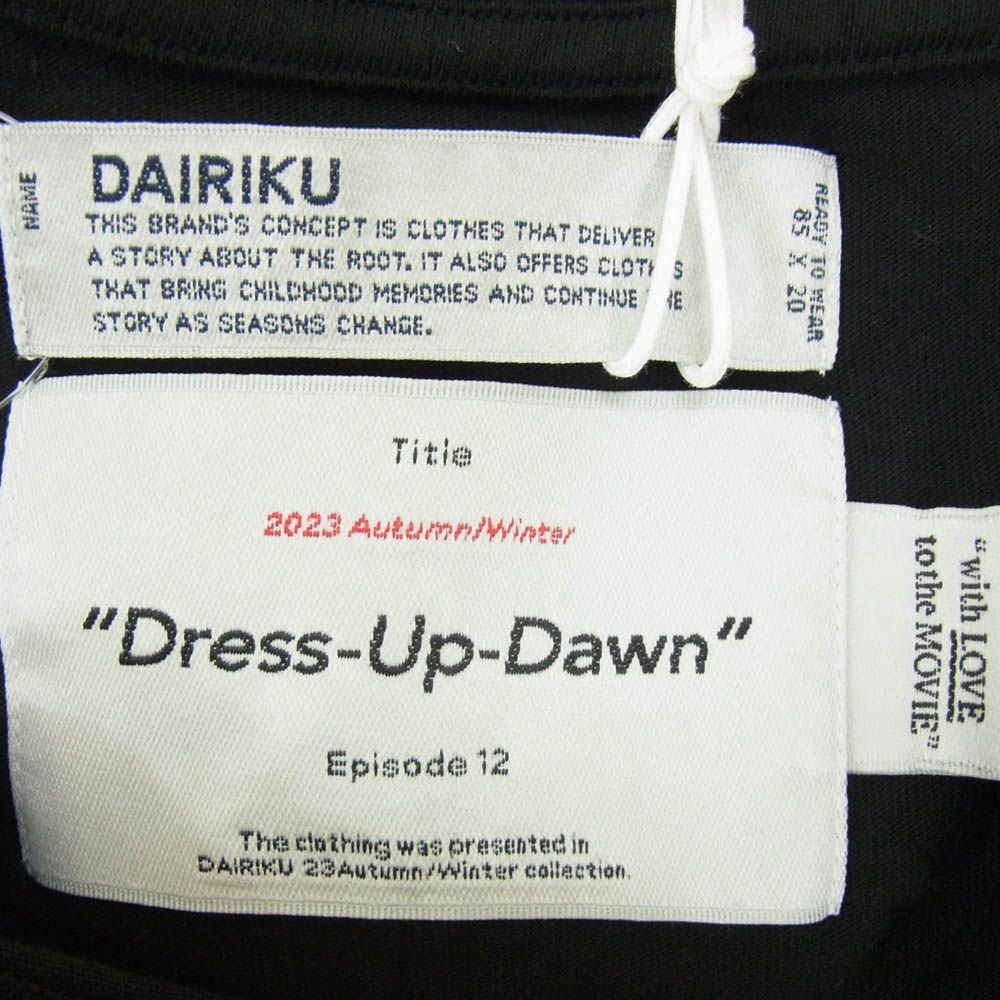 NAME
DAIRIKU
THIS BRAND'S CONCEPT IS CLOTHES THAT DELIVER
A STORY ABOUT THE ROOT. IT ALSO OFFERS CLOTHES
THAT BRING CHILDHOOD MEMORIES AND CONTINUE THE
STORY AS SEASONS CHANGE.
READY TO WEAR
85 X 20
Title
2023 Autumn/Winter
"Dress-Up-Dawn"
Episode 12
The clothing was presented in
DAIRIKU 23Autumn/Winter collection.
"with LOVE
to the MOVIE"